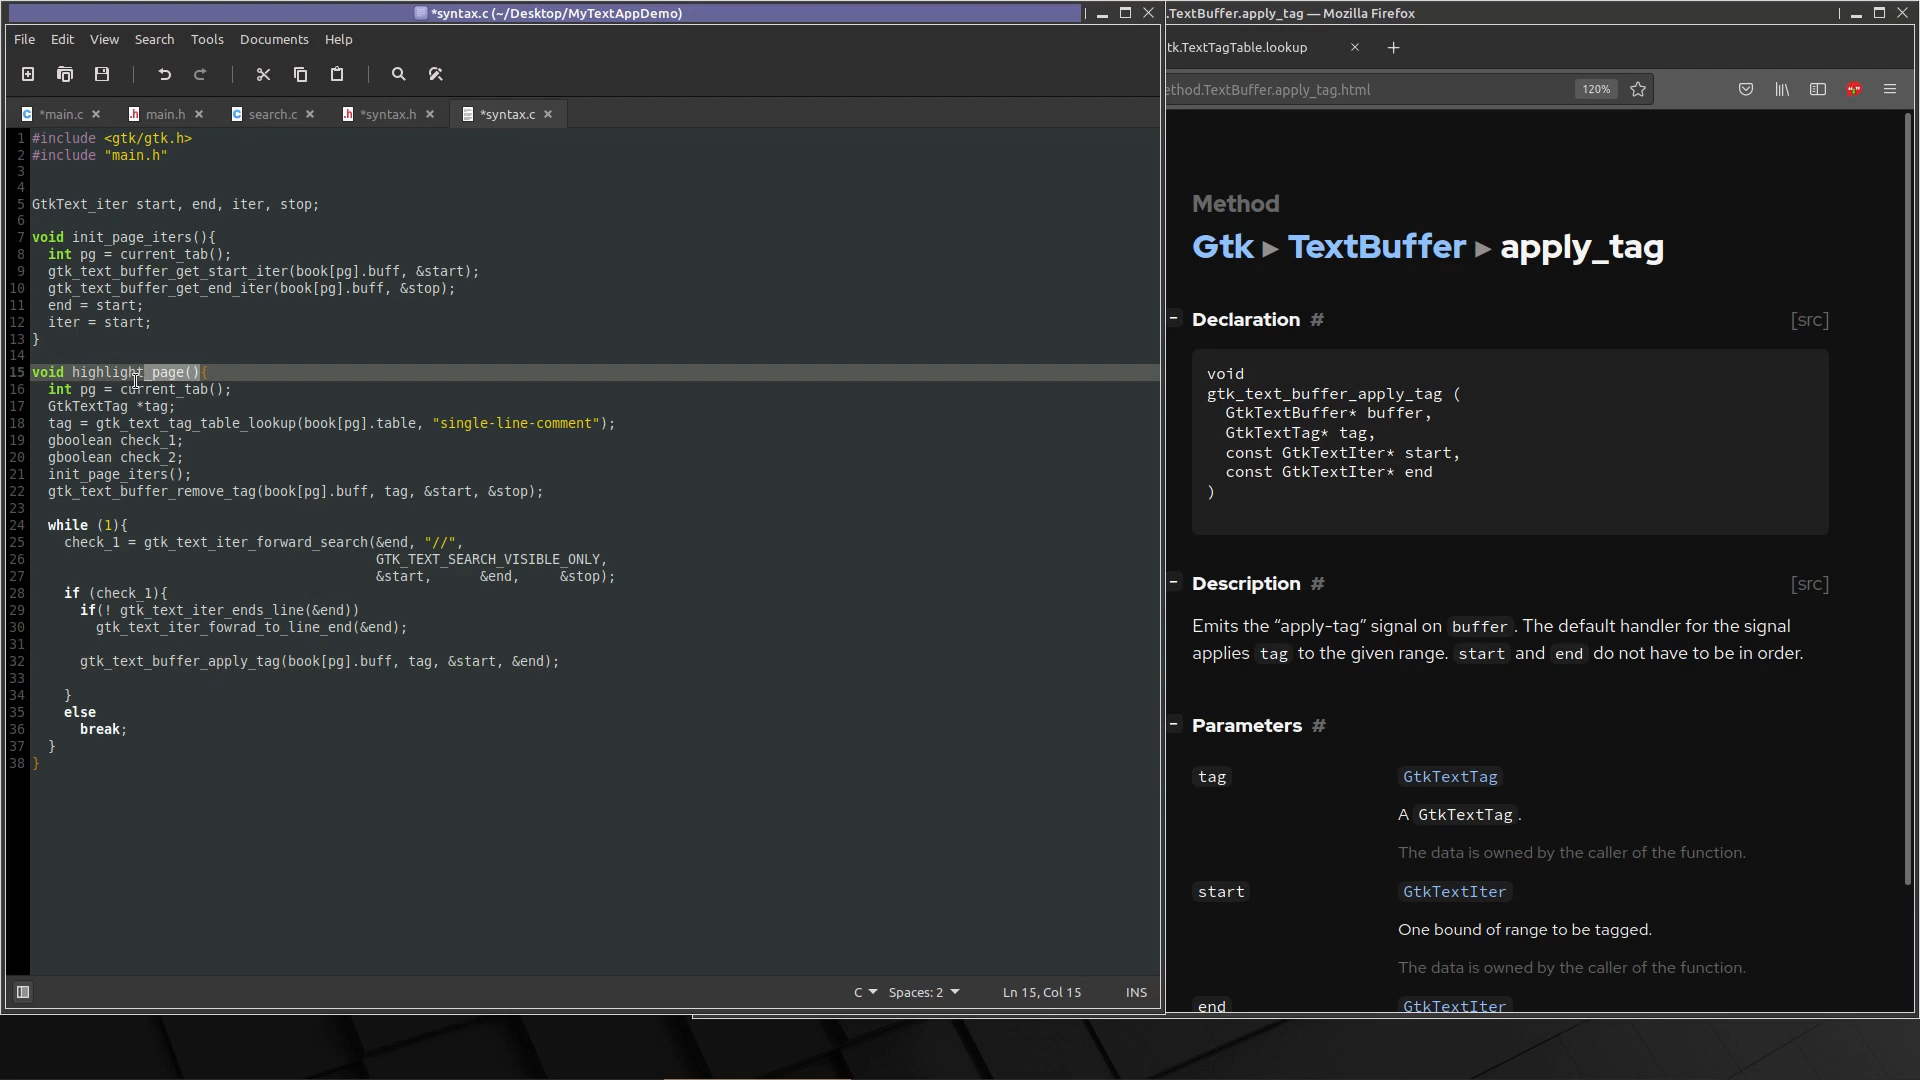 *syntax.c (~/Desktop/MyTextAppDemo)
File Edit View Search Tools Documents Help
*main.c
main.h
search.c
*syntax.h
*syntax.c
1 #include <gtk/gtk.h>
2 #include "main.h"
3
4
5 GtkText_iter start, end, iter, stop;
6
7 void init_page_iters(){
8 int pg = current_tab();
9 gtk_text_buffer_get_start_iter(book[pg].buff, &start);
10 gtk_text_buffer_get_end_iter(book[pg].buff, &stop);
11 end = start;
12 iter = start;
13 }
14
15 void highlight_page(){
16 int pg = current_tab();
17 GtkTextTag *tag;
18 tag = gtk_text_tag_table_lookup(book[pg].table, "single-line-comment");
19 gboolean check_1;
20 gboolean check_2;
21 init_page_iters();
22 gtk_text_buffer_remove_tag(book[pg].buff, tag, &start, &stop);
23
24 while (1){
25 check_1 = gtk_text_iter_forward_search(&end, "//",
26 GTK_TEXT_SEARCH_VISIBLE_ONLY,
27 &start, &end, &stop);
28 if (check_1){
29 if(! gtk_text_iter_ends_line(&end))
30 gtk_text_iter_fowrad_to_line_end(&end);
31
32 gtk_text_buffer_apply_tag(book[pg].buff, tag, &start, &end);
33
34 }
35 else
36 break;
37 }
38 }
C Spaces: 2 Ln 15, Col 15 INS
.TextBuffer.apply_tag — Mozilla Firefox
tk.TextTagTable.lookup
ethod.TextBuffer.apply_tag.html 120%
Method
Gtk ▸ TextBuffer ▸ apply_tag
− Declaration # [src]
void
gtk_text_buffer_apply_tag (
GtkTextBuffer* buffer,
GtkTextTag* tag,
const GtkTextIter* start,
const GtkTextIter* end
)
− Description # [src]
Emits the “apply-tag” signal on buffer. The default handler for the signal
applies tag to the given range. start and end do not have to be in order.
− Parameters #
tag GtkTextTag
A GtkTextTag.
The data is owned by the caller of the function.
start GtkTextIter
One bound of range to be tagged.
The data is owned by the caller of the function.
end GtkTextIter